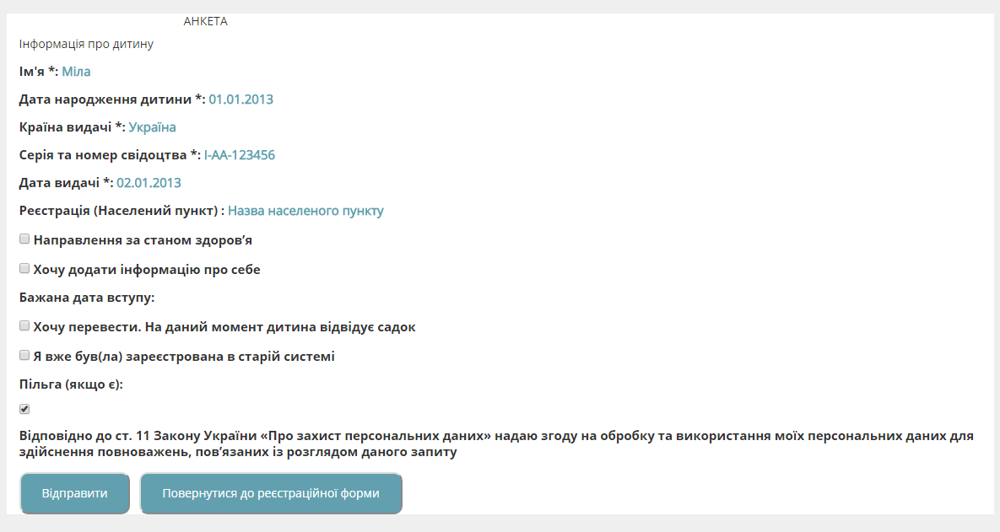 АНКЕТА
Інформація про дитину
Ім'я *: Міла
Дата народження дитини *: 01.01.2013
Країна видачі *: Україна
Серія та номер свідоцтва *: I-АА-123456
Дата видачі *: 02.01.2013
Реєстрація (Населений пункт) : Назва населеного пункту
Направлення за станом здоров’я
Хочу додати інформацію про себе
Бажана дата вступу:
Хочу перевести. На даний момент дитина відвідує садок
Я вже був(ла) зареєстрована в старій системі
Пільга (якщо є):
Відповідно до ст. 11 Закону України «Про захист персональних даних» надаю згоду на обробку та використання моїх персональних даних для
здійснення повноважень, пов’язаних із розглядом даного запиту
Відправити Повернутися до реєстраційної форми